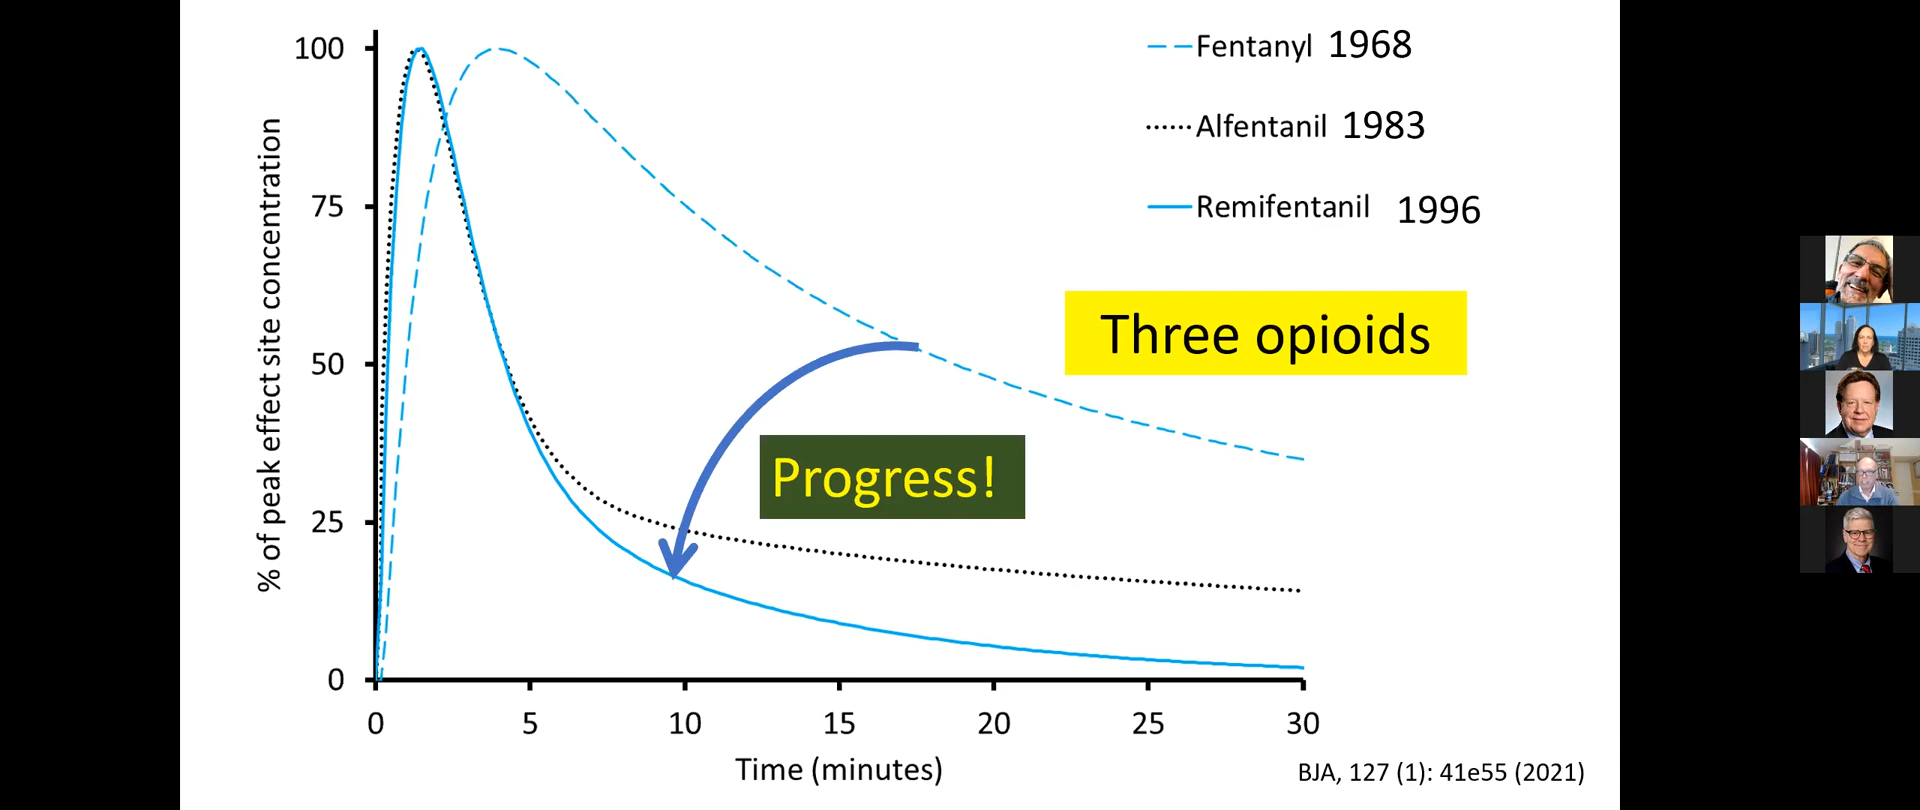 Fentanyl 1968
Alfentanil 1983
Remifentanil 1996
Three opioids
Progress!
% of peak effect site concentration
100
75
50
25
0
0 5 10 15 20 25 30
Time (minutes)
BJA, 127 (1): 41e55 (2021)